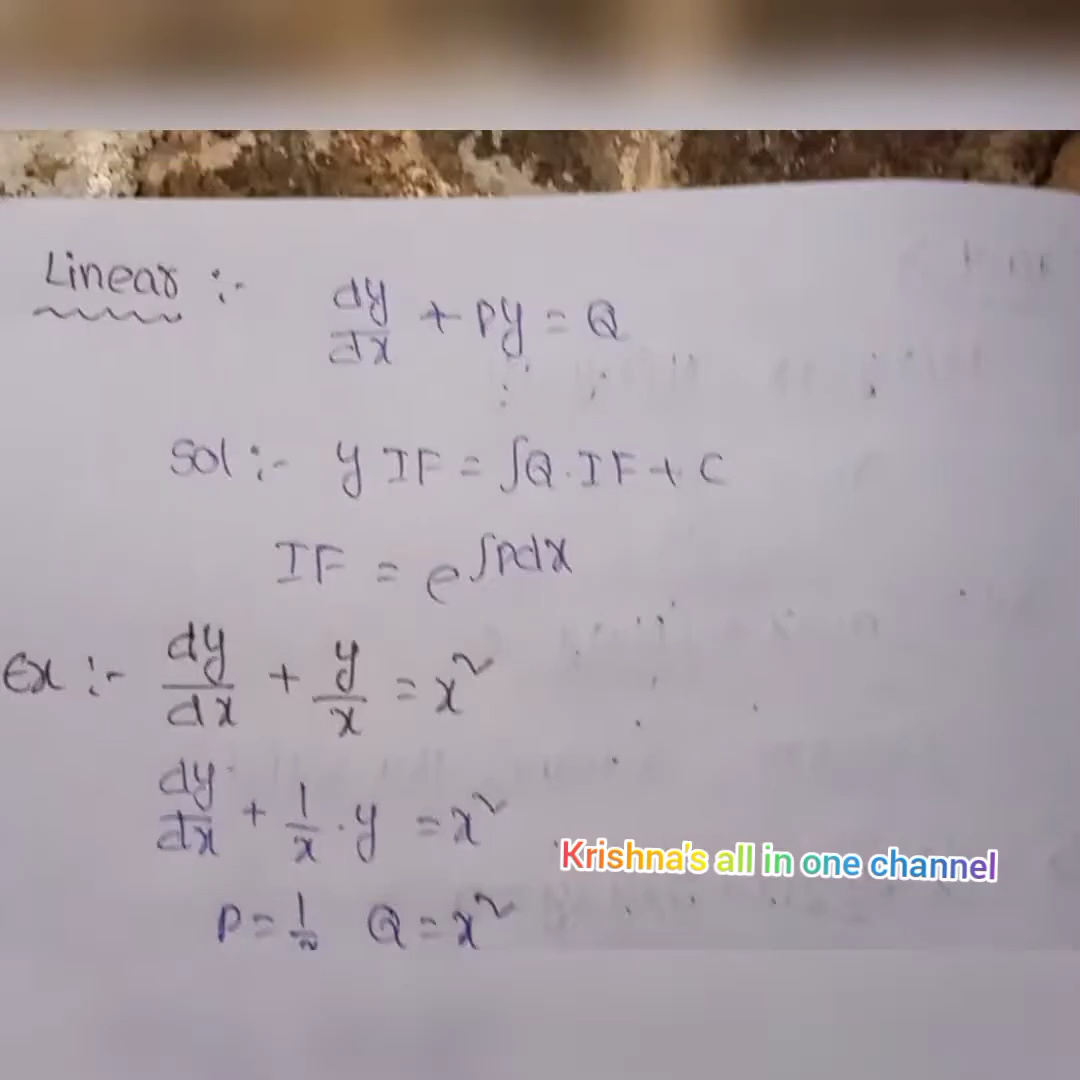 Linear :-
dy/dx + Py = Q
Sol :- y IF = ∫Q.IF + C
IF = e^∫Pdx
Ex :- dy/dx + y/x = x²
dy/dx + 1/x . y = x²
P = 1/x Q = x²
Krishna's all in one channel